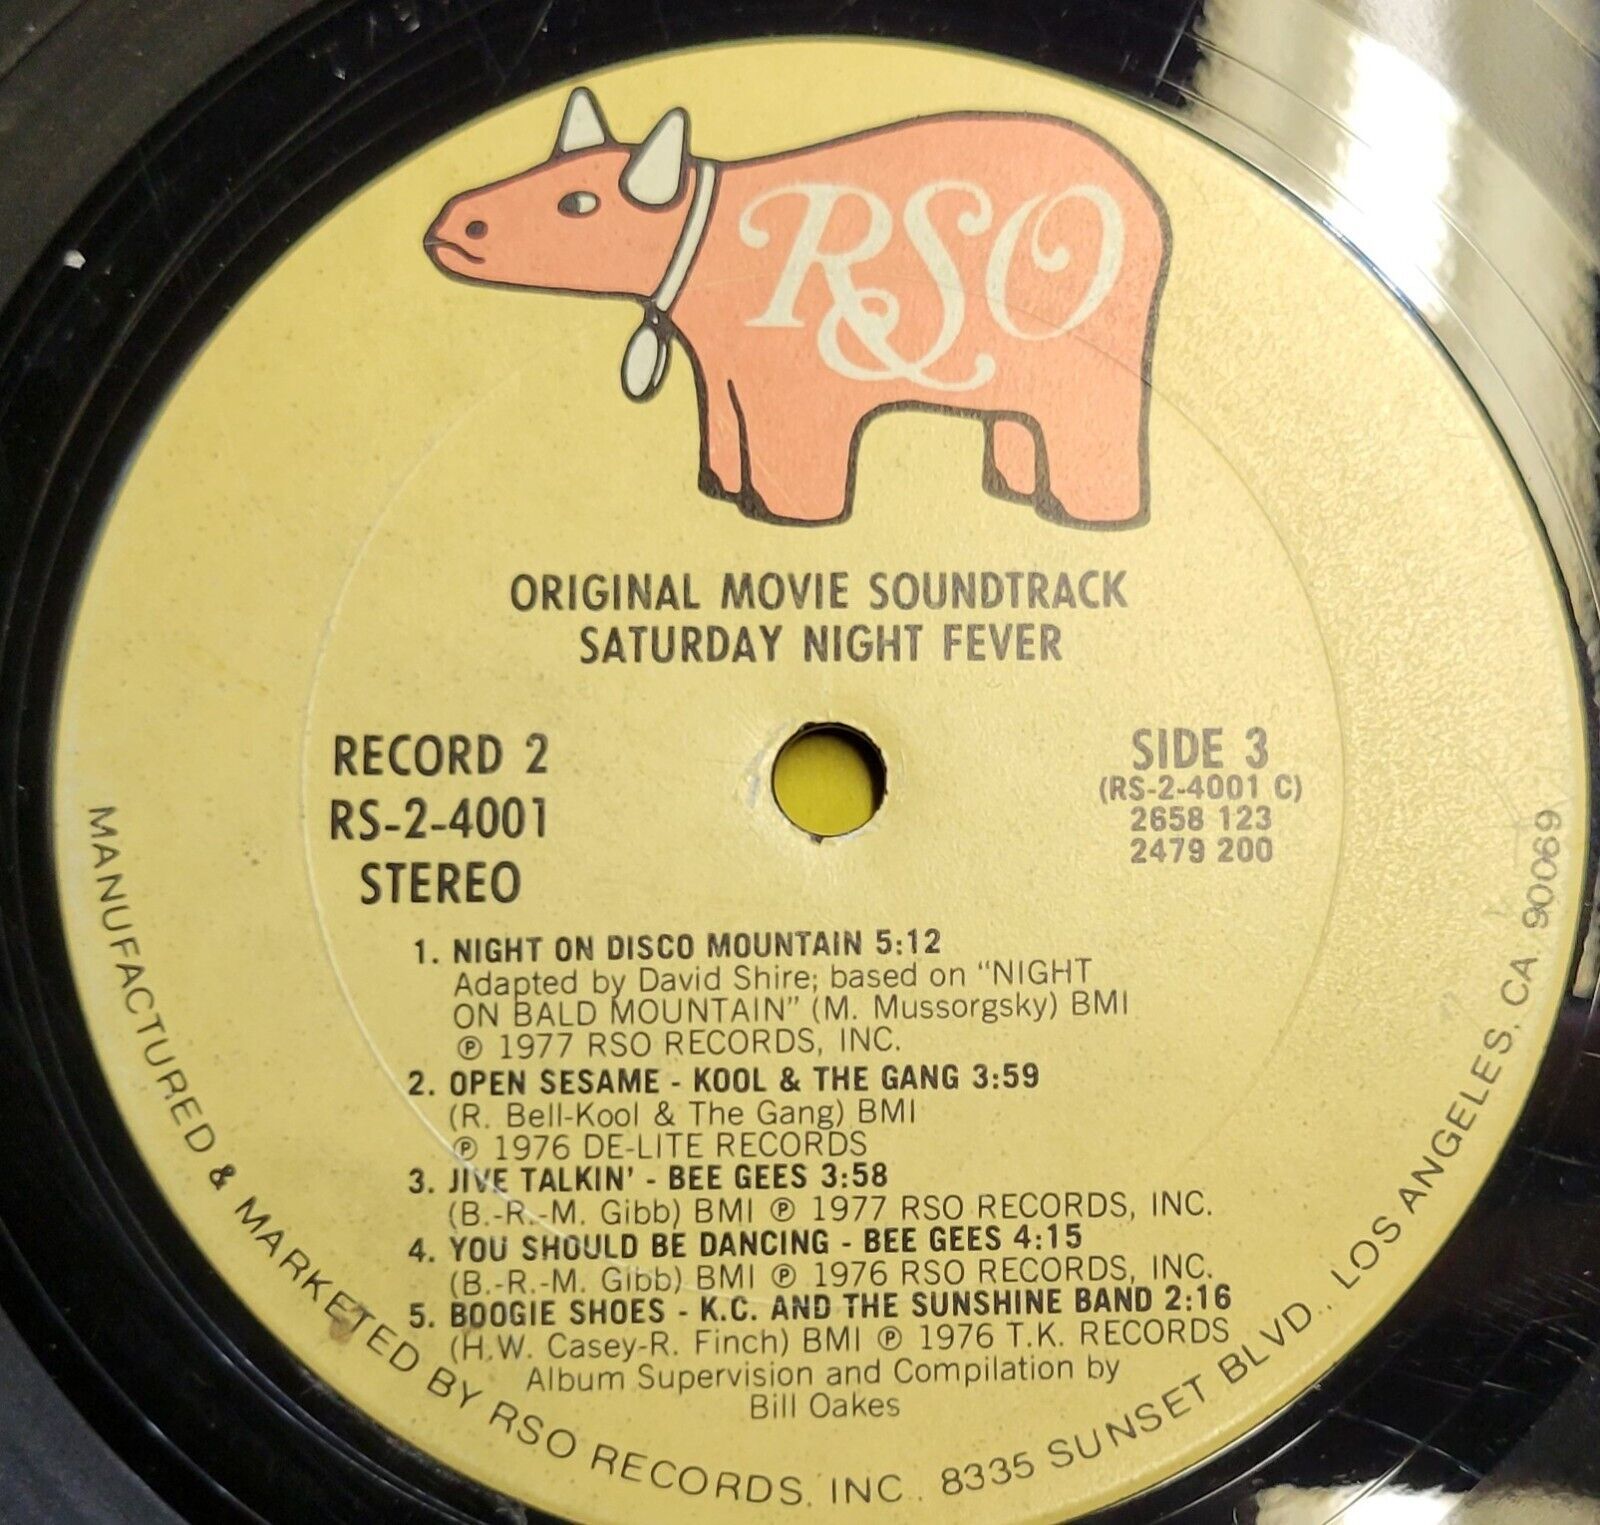 RSO
ORIGINAL MOVIE SOUNDTRACK
SATURDAY NIGHT FEVER
RECORD 2
RS-2-4001
STEREO
SIDE 3
(RS-2-4001 C)
2658 123
2479 200
1. NIGHT ON DISCO MOUNTAIN 5:12
Adapted by David Shire; based on "NIGHT
ON BALD MOUNTAIN" (M. Mussorgsky) BMI
℗ 1977 RSO RECORDS, INC.
2. OPEN SESAME - KOOL & THE GANG 3:59
(R. Bell-Kool & The Gang) BMI
℗ 1976 DE-LITE RECORDS
3. JIVE TALKIN' - BEE GEES 3:58
(B.-R.-M. Gibb) BMI ℗ 1977 RSO RECORDS, INC.
4. YOU SHOULD BE DANCING - BEE GEES 4:15
(B.-R.-M. Gibb) BMI ℗ 1976 RSO RECORDS, INC.
5. BOOGIE SHOES - K.C. AND THE SUNSHINE BAND 2:16
(H.W. Casey-R. Finch) BMI ℗ 1976 T.K. RECORDS
Album Supervision and Compilation by
Bill Oakes
MANUFACTURED & MARKETED BY RSO RECORDS, INC., 8335 SUNSET BLVD., LOS ANGELES, CA. 90069